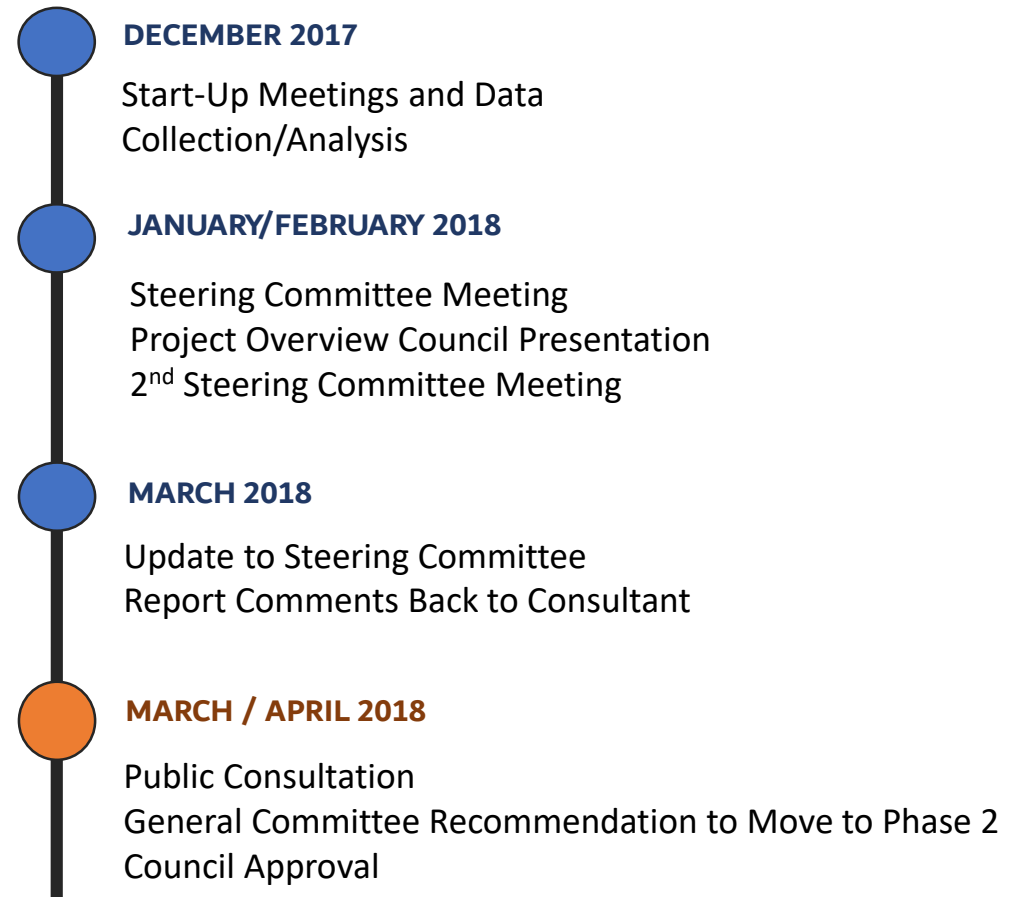 DECEMBER 2017
Start-Up Meetings and Data
Collection/Analysis
JANUARY/FEBRUARY 2018
Steering Committee Meeting
Project Overview Council Presentation
2nd Steering Committee Meeting
MARCH 2018
Update to Steering Committee
Report Comments Back to Consultant
MARCH / APRIL 2018
Public Consultation
General Committee Recommendation to Move to Phase 2
Council Approval